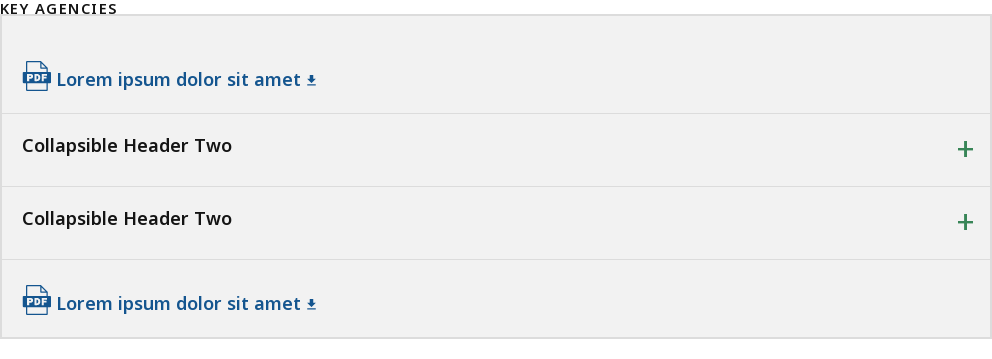 KEY AGENCIES
PDF Lorem ipsum dolor sit amet
Collapsible Header Two
Collapsible Header Two
PDF Lorem ipsum dolor sit amet